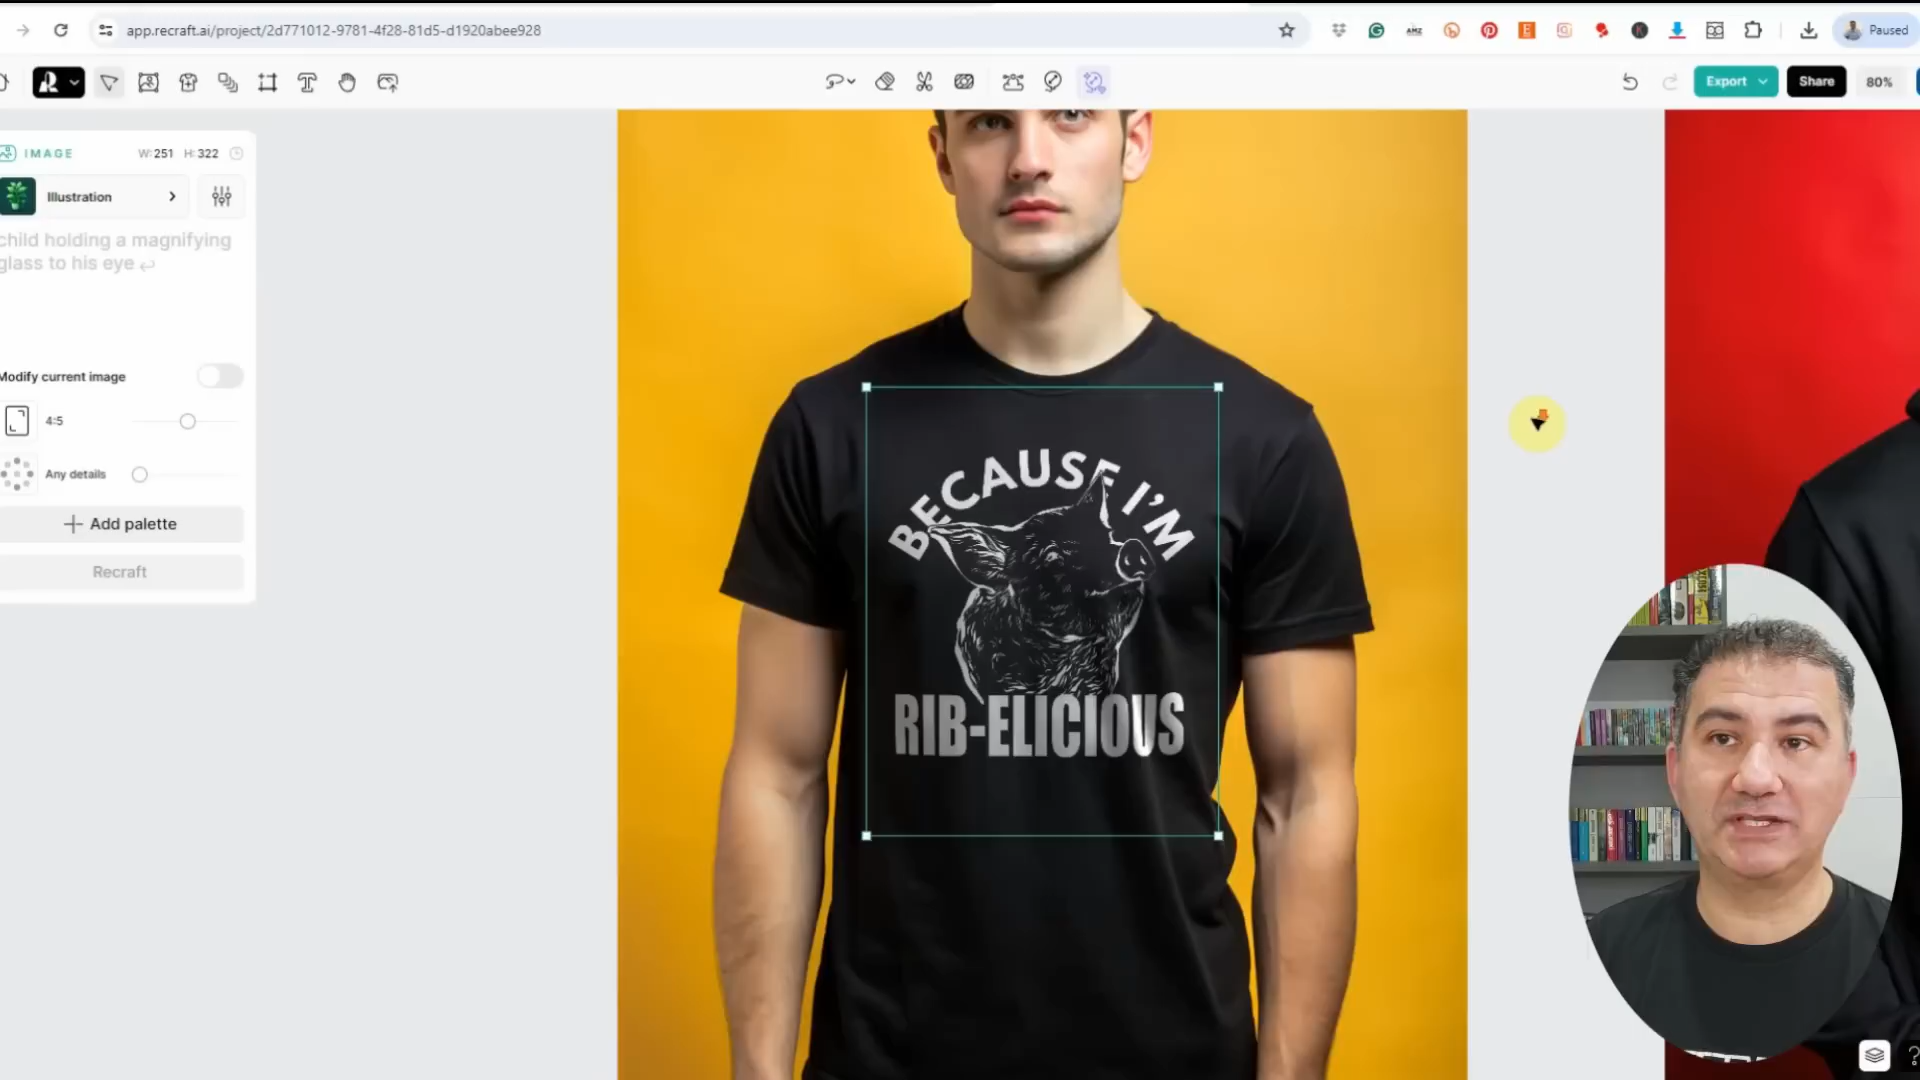 app.recraft.ai/project/2d771012-9781-4f28-81d5-d1920abee928
AMZ
E
Paused
Export
Share
80%
IMAGE
W:251
H:322
Illustration
child holding a magnifying
glass to his eye
Modify current image
4:5
Any details
+ Add palette
Recraft
BECAUSE I'M
RIB-ELICIOUS
?